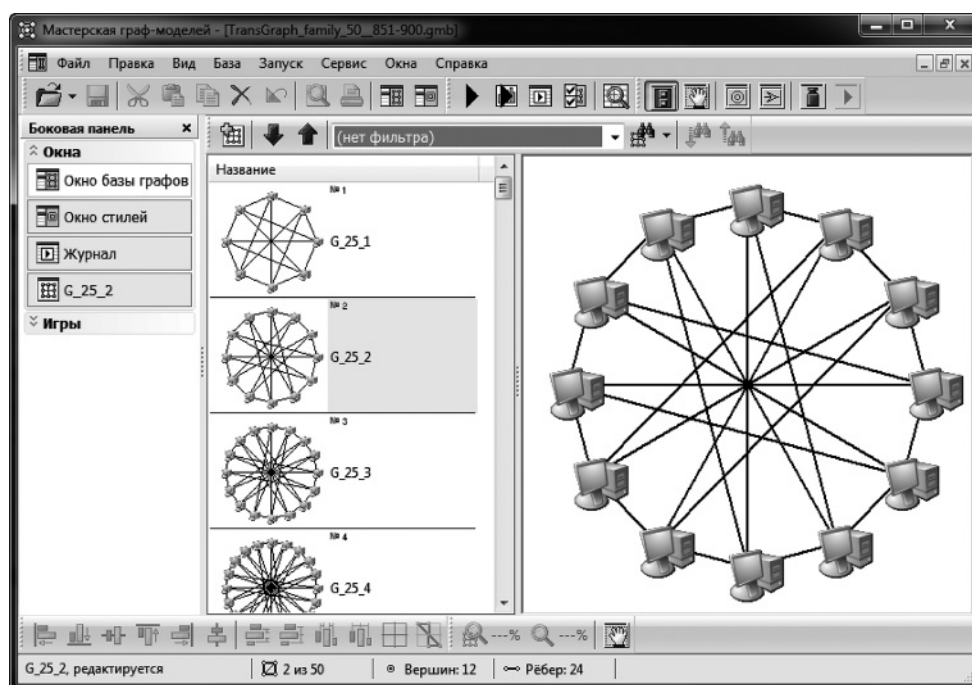 Мастерская граф-моделей - [TransGraph_family_50__851-900.gmb]
Файл Правка Вид База Запуск Сервис Окна Справка
Боковая панель
(нет фильтра)
Окна
Окно базы графов
Окно стилей
Журнал
G_25_2
Игры
Название
№ 1
G_25_1
№ 2
G_25_2
№ 3
G_25_3
№ 4
G_25_4
---% ---%
G_25_2, редактируется 2 из 50 Вершин: 12 Рёбер: 24